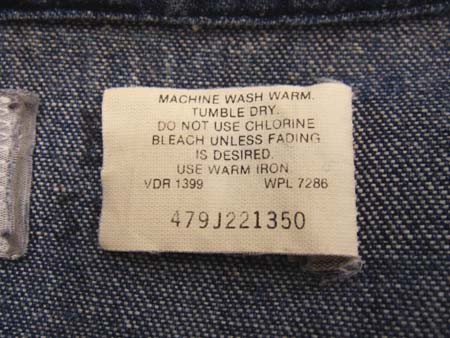 MACHINE WASH WARM.
TUMBLE DRY.
DO NOT USE CHLORINE
BLEACH UNLESS FADING
IS DESIRED.
USE WARM IRON
VDR 1399 WPL 7286
479J221350